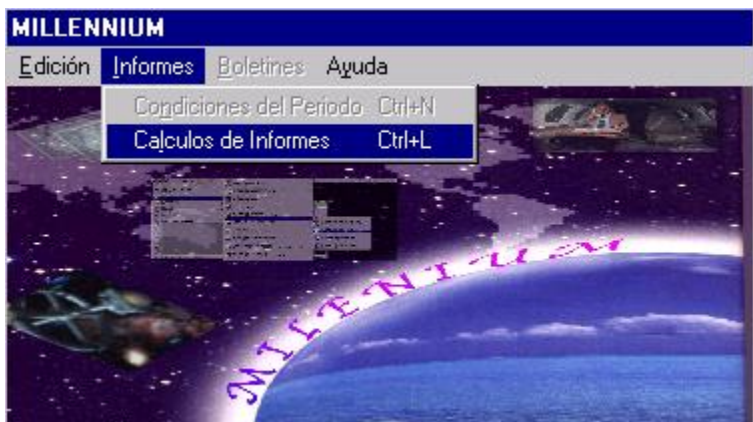 MILLENNIUM
Edición Informes Boletines Ayuda
Condiciones del Periodo Ctrl+N
Calculos de Informes Ctrl+L
MILENIUM